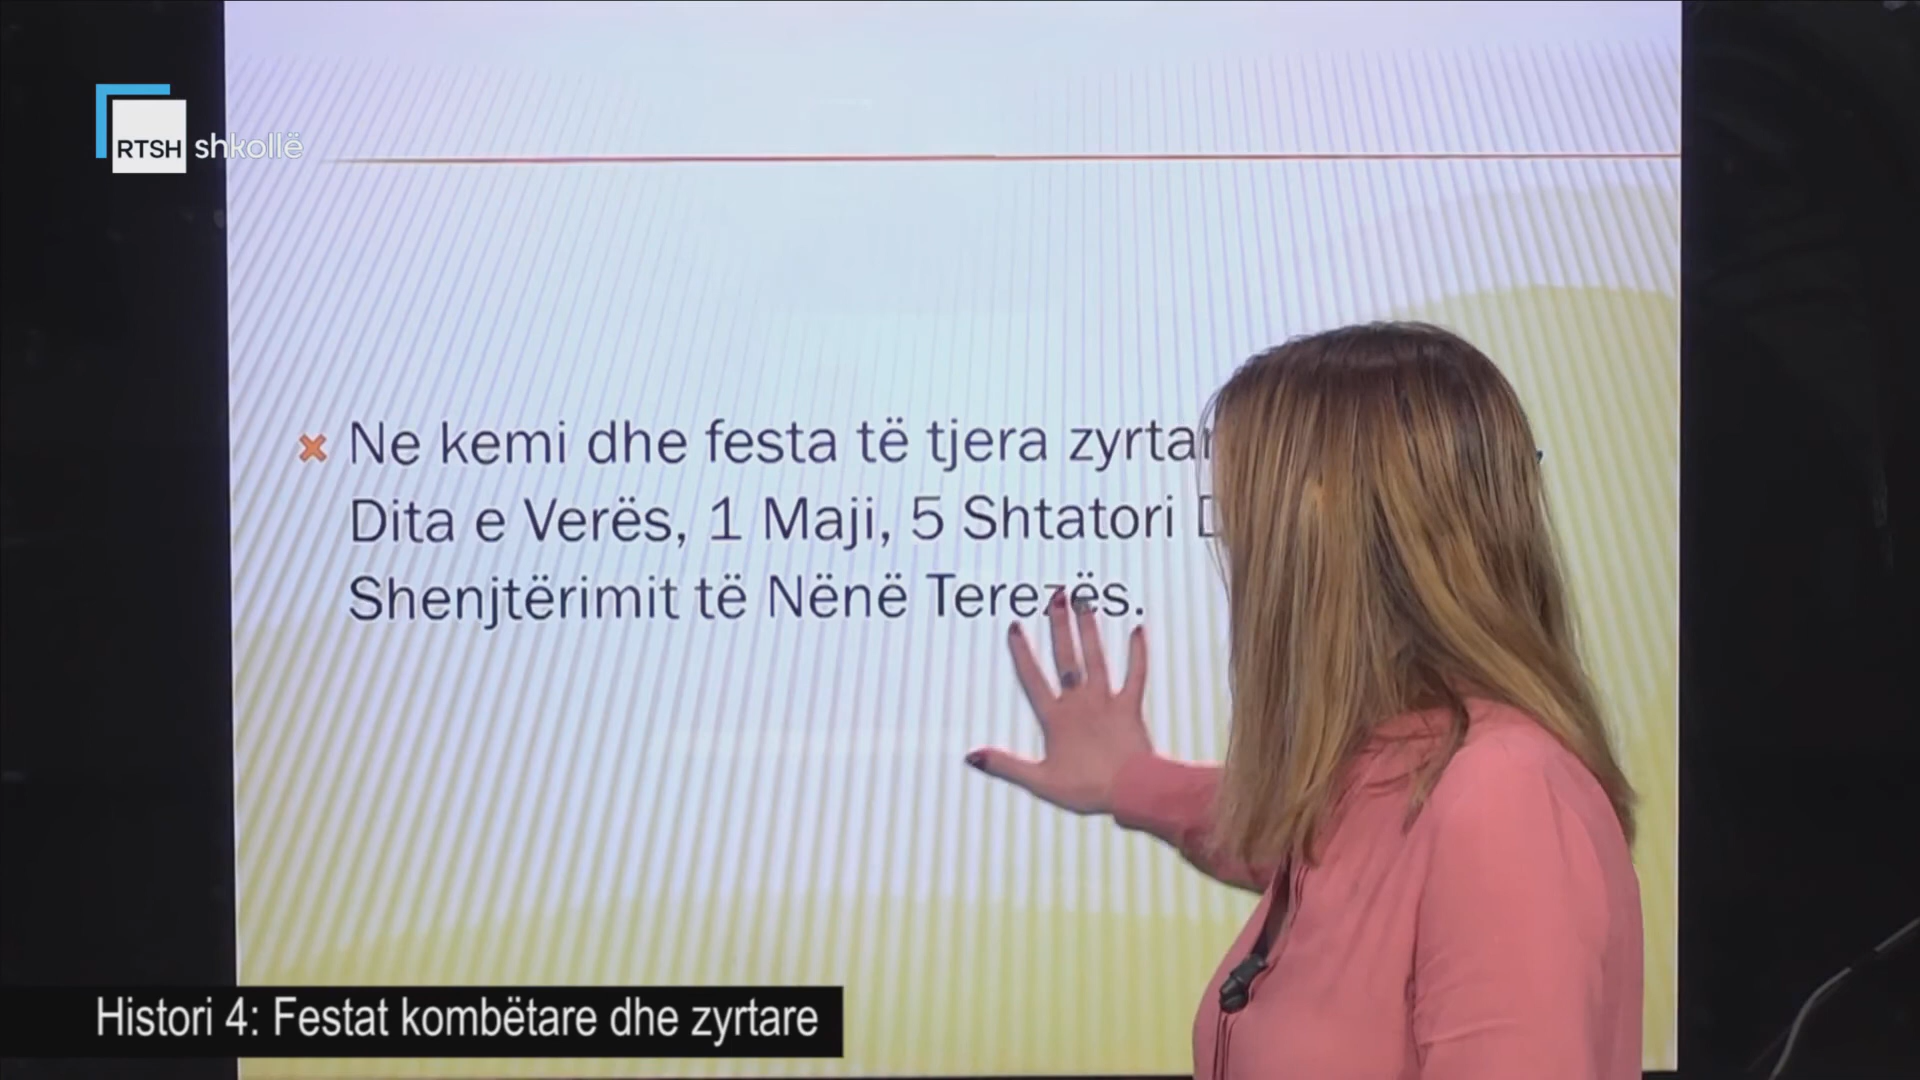 RTSH shkollë
Ne kemi dhe festa të tjera
Dita e Verës, 1 Maji, 5 Shtatori
Shenjtërimit të Nënë Terezës.
Histori 4: Festat kombëtare dhe zyrtare